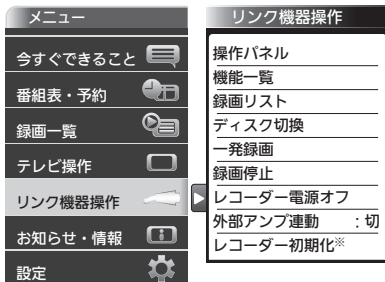 メニュー
今すぐできること
番組表・予約
録画一覧
テレビ操作
リンク機器操作
お知らせ・情報
設定
リンク機器操作
操作パネル
機能一覧
録画リスト
ディスク切換
一発録画
録画停止
レコーダー電源オフ
外部アンプ連動 :切
レコーダー初期化※